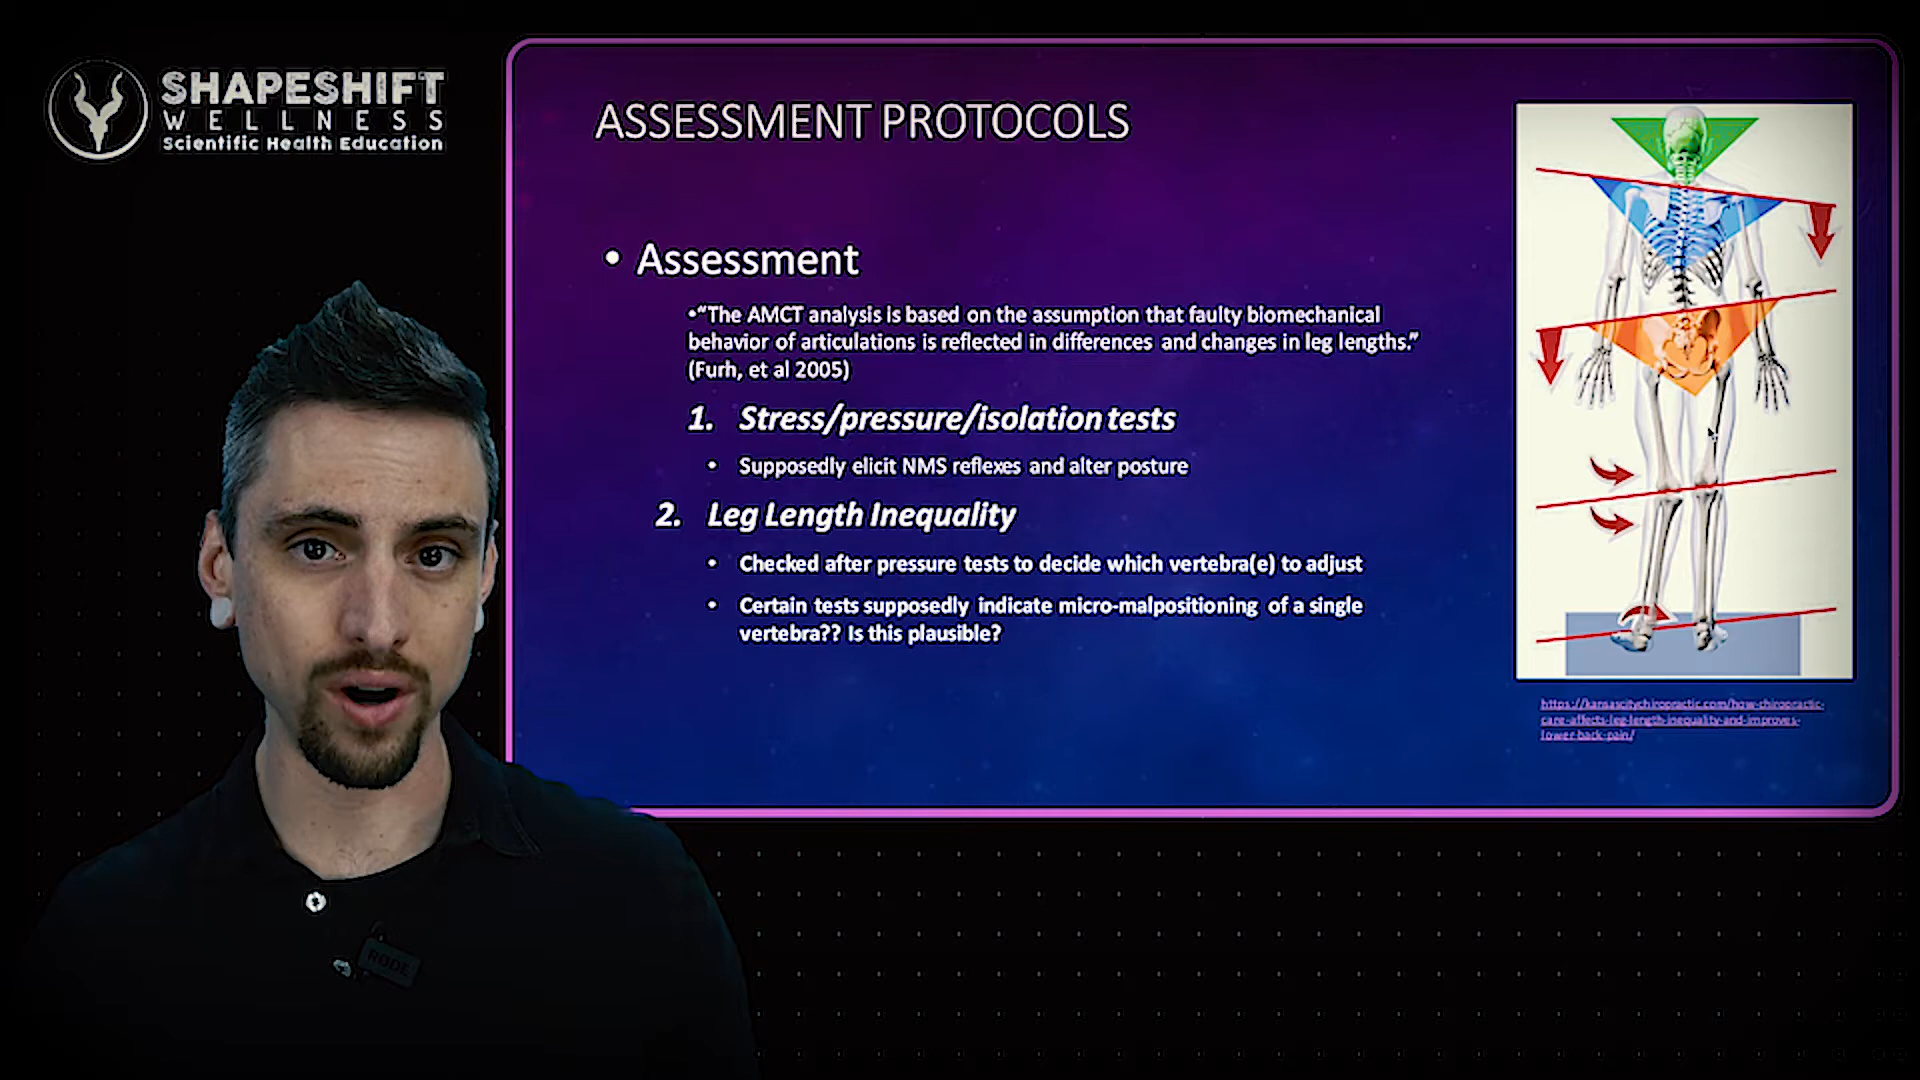 SHAPESHIFT
WELLNESS
Scientific Health Education
ASSESSMENT PROTOCOLS
• Assessment
•“The AMCT analysis is based on the assumption that faulty biomechanical
behavior of articulations is reflected in differences and changes in leg lengths.”
(Furh, et al 2005)
1. Stress/pressure/isolation tests
• Supposedly elicit NMS reflexes and alter posture
2. Leg Length Inequality
• Checked after pressure tests to decide which vertebra(e) to adjust
• Certain tests supposedly indicate micro-malpositioning of a single
vertebra?? Is this plausible?
https://kansascitychiropractic.com/how-chiropractic-
care-affects-leg-length-inequality-and-improves-
lower-back-pain/
RODE